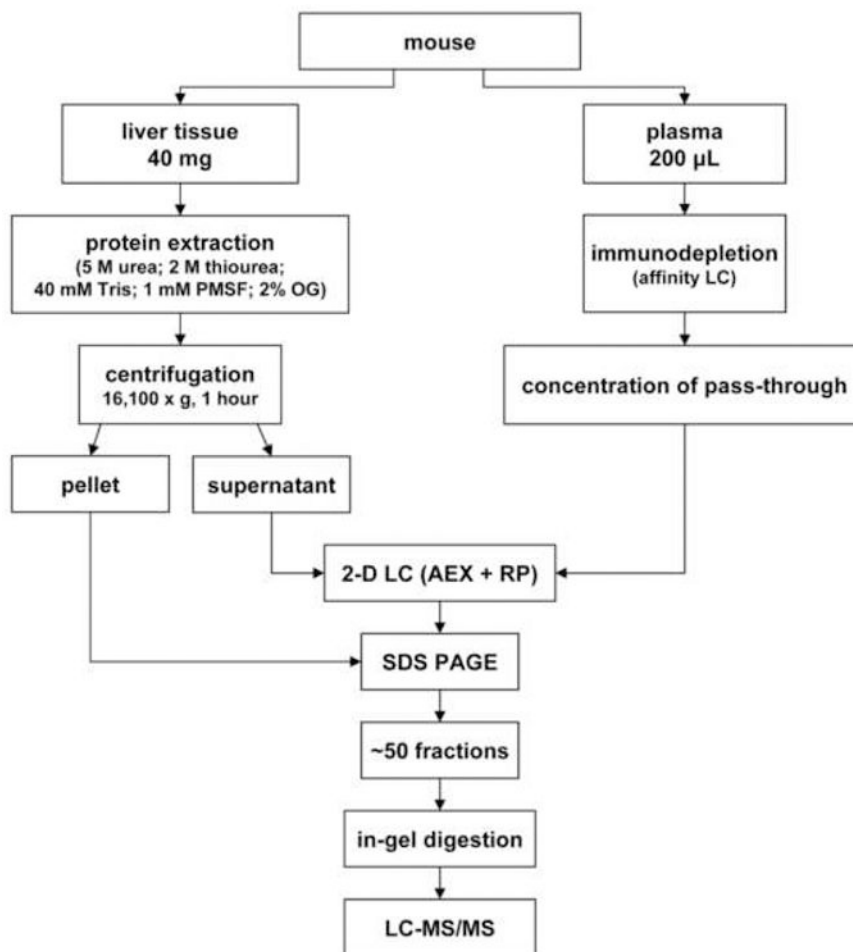 mouse
liver tissue
40 mg
plasma
200 µL
protein extraction
(5 M urea; 2 M thiourea;
40 mM Tris; 1 mM PMSF; 2% OG)
immunodepletion
(affinity LC)
centrifugation
16,100 x g, 1 hour
concentration of pass-through
pellet
supernatant
2-D LC (AEX + RP)
SDS PAGE
~50 fractions
in-gel digestion
LC-MS/MS